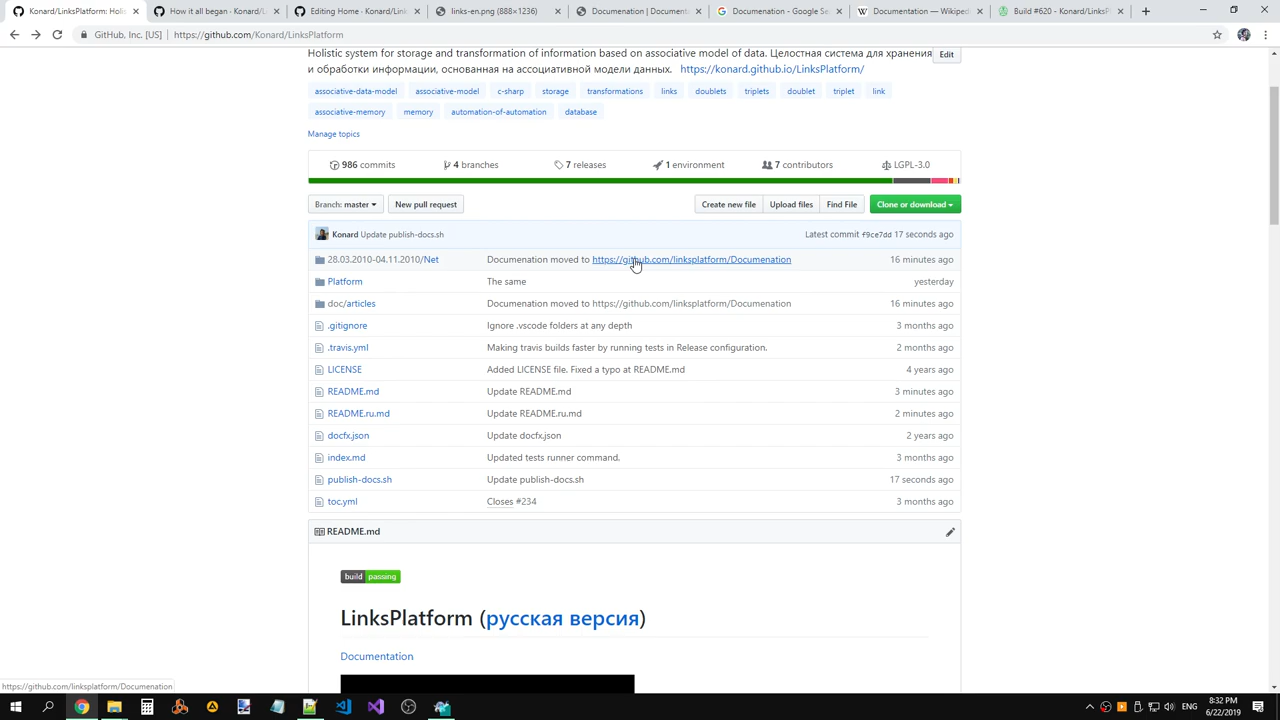 Konard/LinksPlatform: Holis
How it all began · Konard/L
Editing Home · Konard/Link
links-en.png (888×1236)
Documentation | Document
Documentation - Google Se
Documentation — Wikiped
Build #620 - Konard/LinksPl
GitHub, Inc. [US] | https://github.com/Konard/LinksPlatform
Holistic system for storage and transformation of information based on associative model of data. Целостная система для хранения
и обработки информации, основанная на ассоциативной модели данных. https://konard.github.io/LinksPlatform/
Edit
associative-data-model associative-model c-sharp storage transformations links doublets triplets doublet triplet link
associative-memory memory automation-of-automation database
Manage topics
986 commits 4 branches 7 releases 1 environment 7 contributors LGPL-3.0
Branch: master New pull request Create new file Upload files Find File Clone or download
Konard Update publish-docs.sh Latest commit f9ce7dd 17 seconds ago
28.03.2010-04.11.2010/Net Documenation moved to https://github.com/linksplatform/Documenation 16 minutes ago
Platform The same yesterday
doc/articles Documenation moved to https://github.com/linksplatform/Documenation 16 minutes ago
.gitignore Ignore .vscode folders at any depth 3 months ago
.travis.yml Making travis builds faster by running tests in Release configuration. 2 months ago
LICENSE Added LICENSE file. Fixed a typo at README.md 4 years ago
README.md Update README.md 3 minutes ago
README.ru.md Update README.ru.md 2 minutes ago
docfx.json Update docfx.json 2 years ago
index.md Updated tests runner command. 3 months ago
publish-docs.sh Update publish-docs.sh 17 seconds ago
toc.yml Closes #234 3 months ago
README.md
build passing
LinksPlatform (русская версия)
Documentation
https://github.com/linksplatform/Documenation
ENG
8:32 PM
6/22/2019